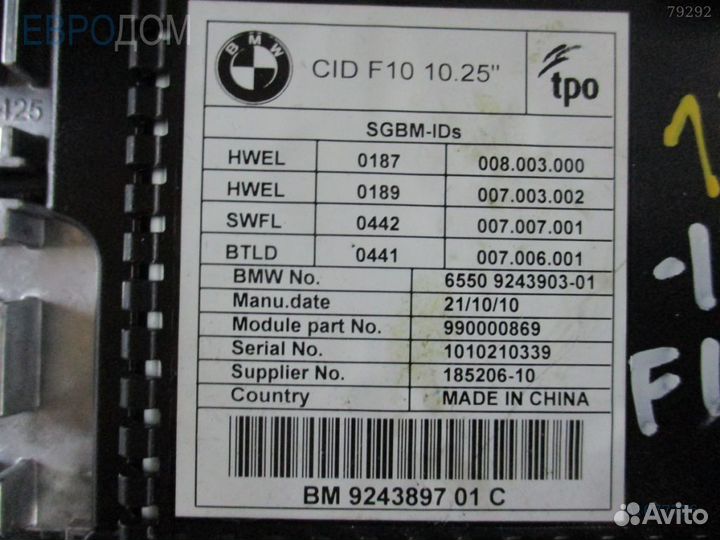 ЕВРОДОМ
79292
BMW
CID F10 10.25"
tpo
SGBM-IDs
HWEL 0187 008.003.000
HWEL 0189 007.003.002
SWFL 0442 007.007.001
BTLD 0441 007.006.001
BMW No. 6550 9243903-01
Manu.date 21/10/10
Module part No. 990000869
Serial No. 1010210339
Supplier No. 185206-10
Country MADE IN CHINA
BM 9243897 01 C
Avito